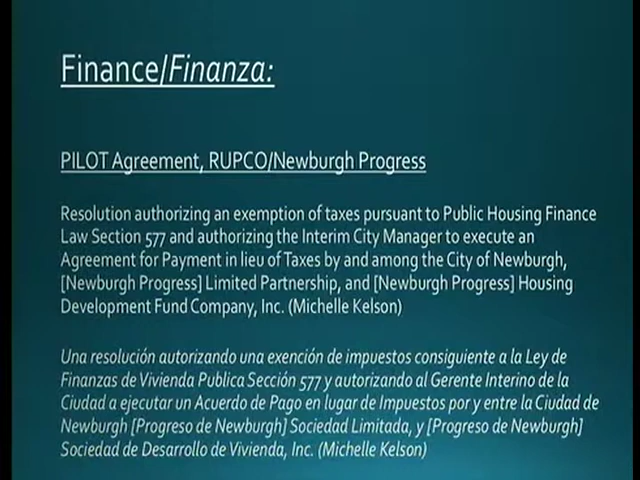 Finance/Finanza:
PILOT Agreement, RUPCO/Newburgh Progress
Resolution authorizing an exemption of taxes pursuant to Public Housing Finance
Law Section 577 and authorizing the Interim City Manager to execute an
Agreement for Payment in lieu of Taxes by and among the City of Newburgh,
[Newburgh Progress] Limited Partnership, and [Newburgh Progress] Housing
Development Fund Company, Inc. (Michelle Kelson)
Una resolución autorizando una exención de impuestos consiguiente a la Ley de
Finanzas de Vivienda Publica Sección 577 y autorizando al Gerente Interino de la
Ciudad a ejecutar un Acuerdo de Pago en lugar de Impuestos por y entre la Ciudad de
Newburgh [Progreso de Newburgh] Sociedad Limitada, y [Progreso de Newburgh]
Sociedad de Desarrollo de Vivienda, Inc. (Michelle Kelson)